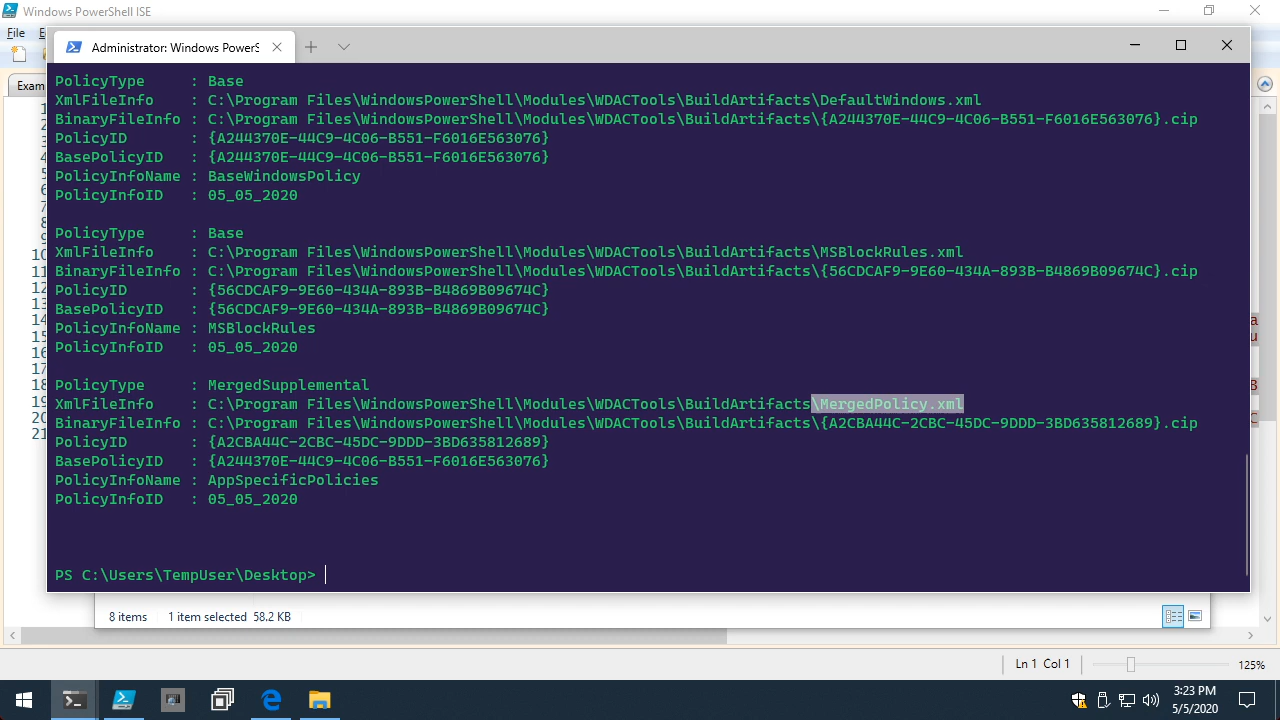 Windows PowerShell ISE
File E
Administrator: Windows PowerS
Exam
PolicyType : Base
XmlFileInfo : C:\Program Files\WindowsPowerShell\Modules\WDACTools\BuildArtifacts\DefaultWindows.xml
BinaryFileInfo : C:\Program Files\WindowsPowerShell\Modules\WDACTools\BuildArtifacts\{A244370E-44C9-4C06-B551-F6016E563076}.cip
PolicyID : {A244370E-44C9-4C06-B551-F6016E563076}
BasePolicyID : {A244370E-44C9-4C06-B551-F6016E563076}
PolicyInfoName : BaseWindowsPolicy
PolicyInfoID : 05_05_2020
PolicyType : Base
XmlFileInfo : C:\Program Files\WindowsPowerShell\Modules\WDACTools\BuildArtifacts\MSBlockRules.xml
BinaryFileInfo : C:\Program Files\WindowsPowerShell\Modules\WDACTools\BuildArtifacts\{56CDCAF9-9E60-434A-893B-B4869B09674C}.cip
PolicyID : {56CDCAF9-9E60-434A-893B-B4869B09674C}
BasePolicyID : {56CDCAF9-9E60-434A-893B-B4869B09674C}
PolicyInfoName : MSBlockRules
PolicyInfoID : 05_05_2020
PolicyType : MergedSupplemental
XmlFileInfo : C:\Program Files\WindowsPowerShell\Modules\WDACTools\BuildArtifacts\MergedPolicy.xml
BinaryFileInfo : C:\Program Files\WindowsPowerShell\Modules\WDACTools\BuildArtifacts\{A2CBA44C-2CBC-45DC-9DDD-3BD635812689}.cip
PolicyID : {A2CBA44C-2CBC-45DC-9DDD-3BD635812689}
BasePolicyID : {A244370E-44C9-4C06-B551-F6016E563076}
PolicyInfoName : AppSpecificPolicies
PolicyInfoID : 05_05_2020
PS C:\Users\TempUser\Desktop>
8 items 1 item selected 58.2 KB
Ln 1 Col 1 125%
3:23 PM
5/5/2020